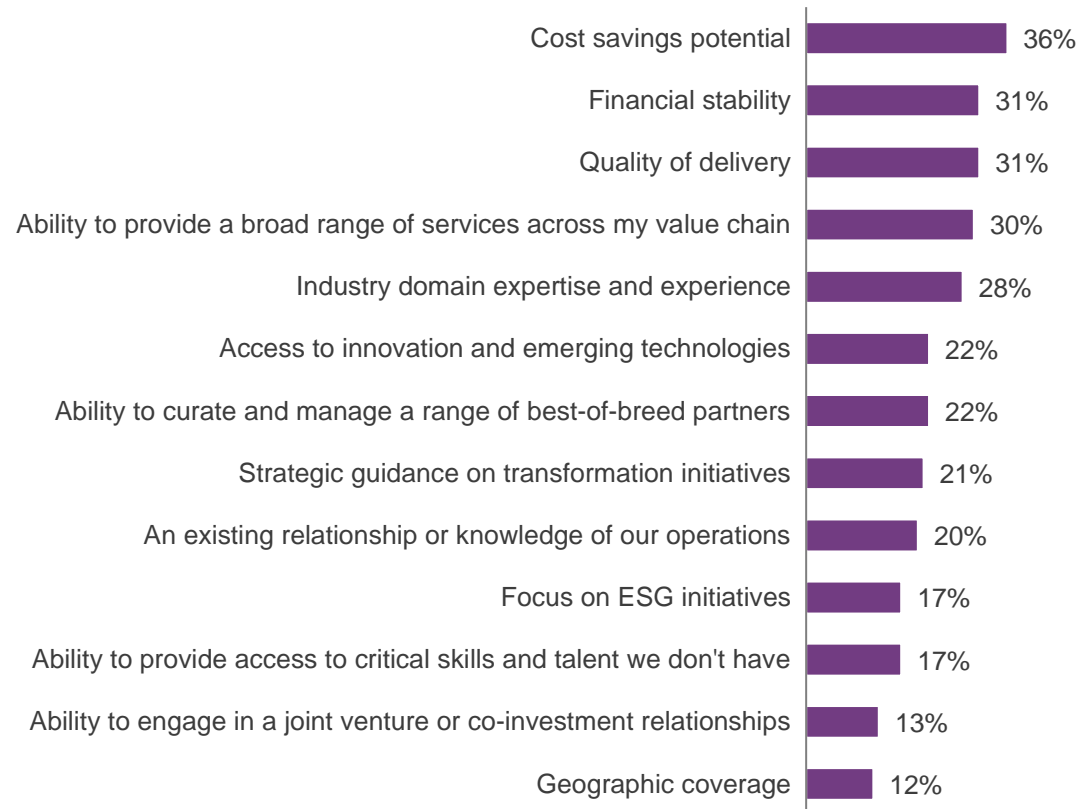 Cost savings potential 36%
Financial stability 31%
Quality of delivery 31%
Ability to provide a broad range of services across my value chain 30%
Industry domain expertise and experience 28%
Access to innovation and emerging technologies 22%
Ability to curate and manage a range of best-of-breed partners 22%
Strategic guidance on transformation initiatives 21%
An existing relationship or knowledge of our operations 20%
Focus on ESG initiatives 17%
Ability to provide access to critical skills and talent we don't have 17%
Ability to engage in a joint venture or co-investment relationships 13%
Geographic coverage 12%